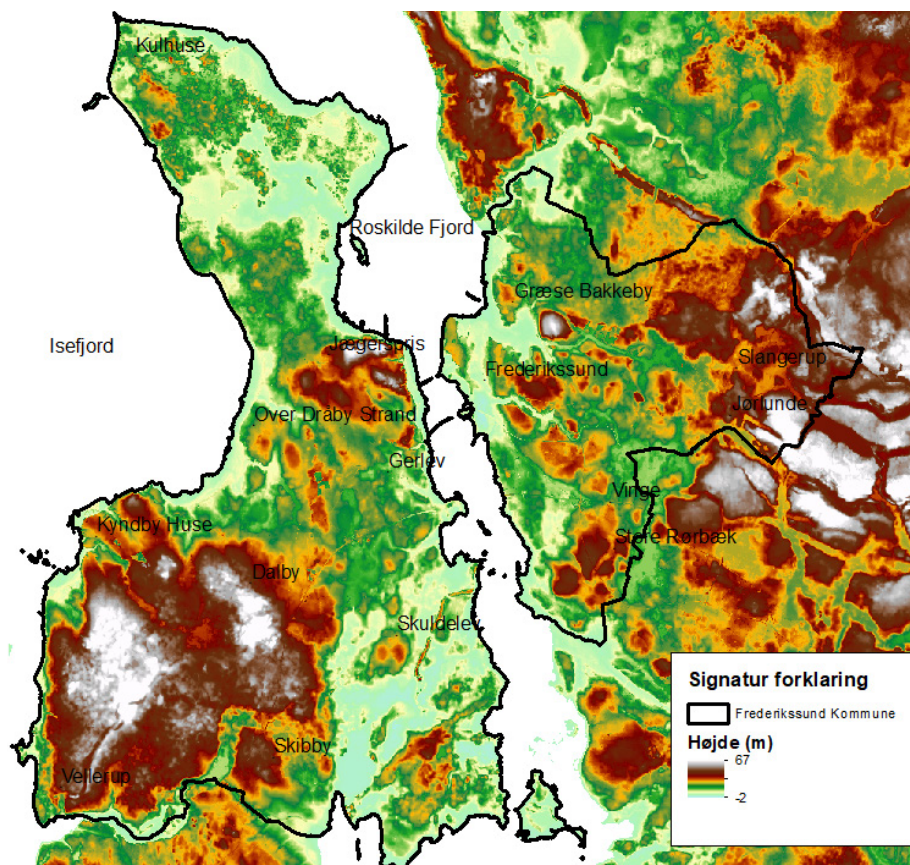 Kulhuse
Roskilde Fjord
Græse Bakkeby
Isefjord
Jægerspris
Slangerup
Frederikssund
Jørlunde
Over Dråby Strand
Gerlev
Vinge
Kyndby Huse
Store Rørbæk
Dalby
Skuldelev
Skibby
Vellerup
Signatur forklaring
Frederikssund Kommune
Højde (m)
67
-2